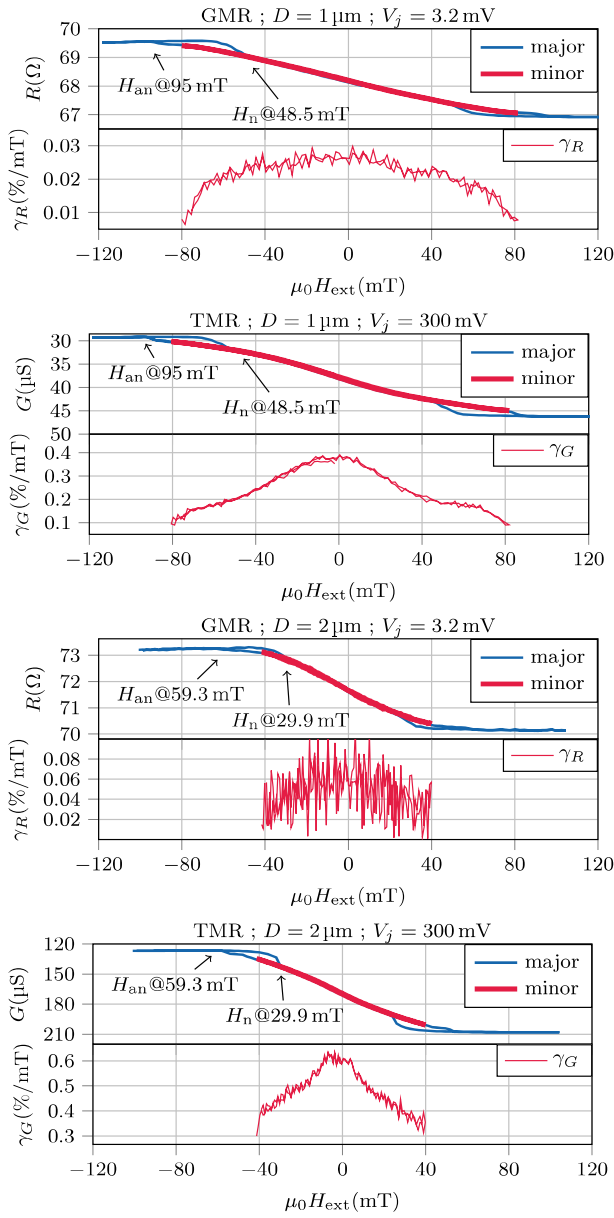 GMR ; D = 1 µm ; V_j = 3.2 mV
R(Ω)
70
69
68
67
major
minor
H_an@95 mT
H_n@48.5 mT
γ_R(%/mT)
0.03
0.02
0.01
γ_R
−120 −80 −40 0 40 80 120
µ₀H_ext(mT)
TMR ; D = 1 µm ; V_j = 300 mV
G(µS)
30
35
40
45
50
major
minor
H_an@95 mT
H_n@48.5 mT
γ_G(%/mT)
0.4
0.3
0.2
0.1
γ_G
−120 −80 −40 0 40 80 120
µ₀H_ext(mT)
GMR ; D = 2 µm ; V_j = 3.2 mV
R(Ω)
73
72
71
70
major
minor
H_an@59.3 mT
H_n@29.9 mT
γ_R(%/mT)
0.08
0.06
0.04
0.02
γ_R
−120 −80 −40 0 40 80 120
µ₀H_ext(mT)
TMR ; D = 2 µm ; V_j = 300 mV
G(µS)
120
150
180
210
major
minor
H_an@59.3 mT
H_n@29.9 mT
γ_G(%/mT)
0.6
0.5
0.4
0.3
γ_G
−120 −80 −40 0 40 80 120
µ₀H_ext(mT)